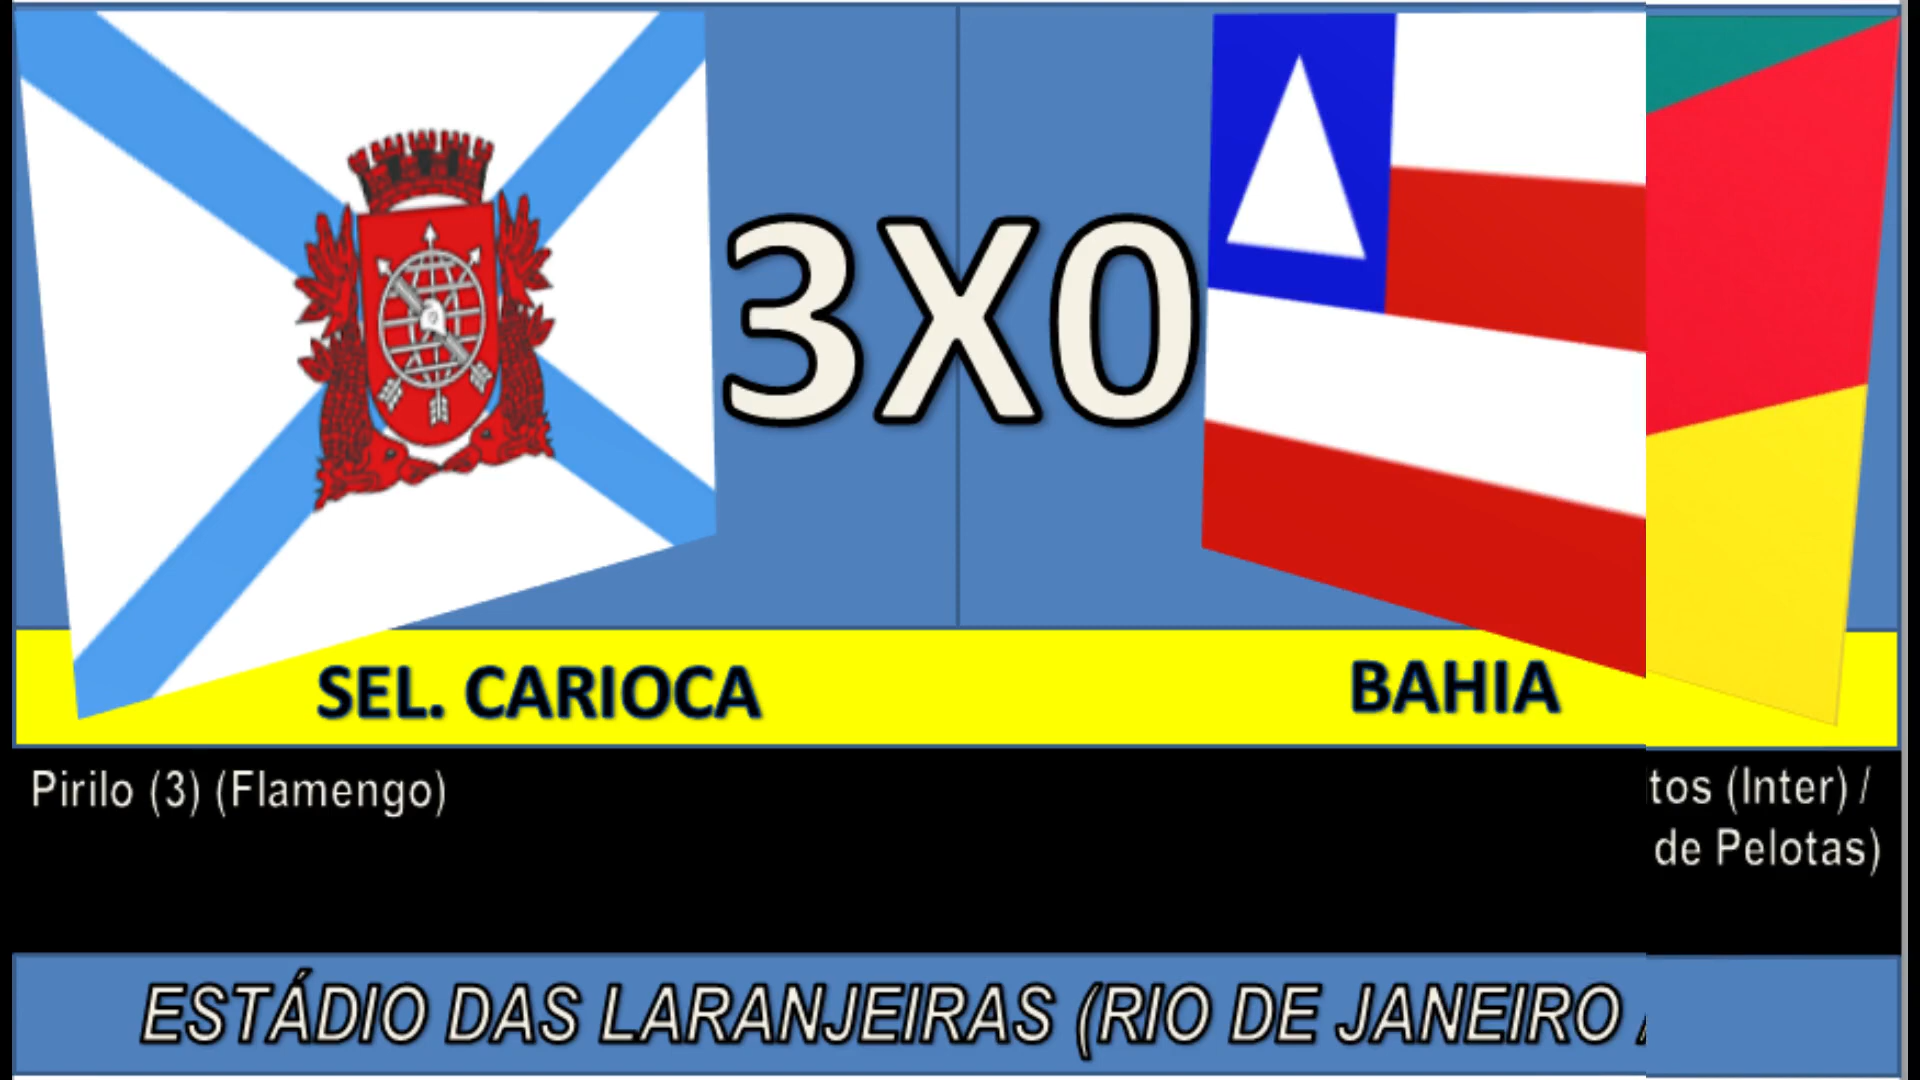 3X0
SEL. CARIOCA
BAHIA
Pirilo (3) (Flamengo)
tos (Inter) /
de Pelotas)
ESTÁDIO DAS LARANJEIRAS (RIO DE JANEIRO